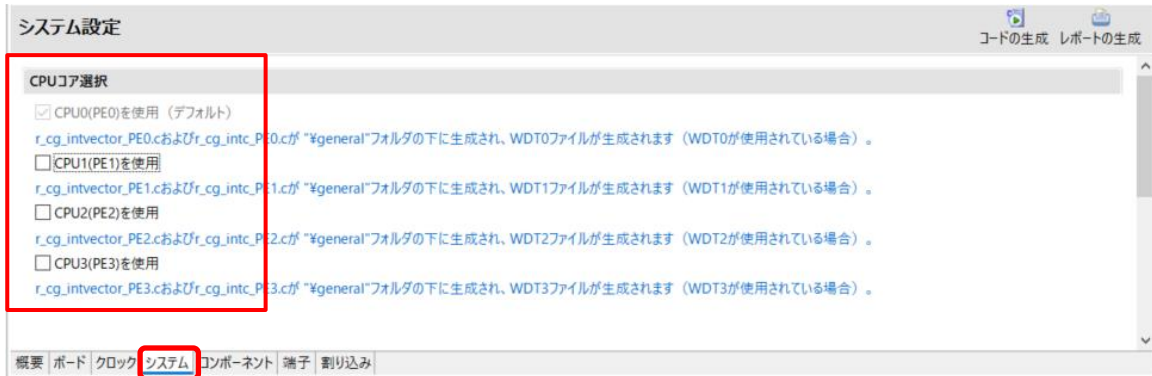 システム設定
コードの生成 レポートの生成
CPUコア選択
CPU0(PE0)を使用（デフォルト）
r_cg_intvector_PE0.cおよびr_cg_intc_PE0.cが "¥general"フォルダの下に生成され、WDT0ファイルが生成されます（WDT0が使用されている場合）。
CPU1(PE1)を使用
r_cg_intvector_PE1.cおよびr_cg_intc_PE1.cが "¥general"フォルダの下に生成され、WDT1ファイルが生成されます（WDT1が使用されている場合）。
CPU2(PE2)を使用
r_cg_intvector_PE2.cおよびr_cg_intc_PE2.cが "¥general"フォルダの下に生成され、WDT2ファイルが生成されます（WDT2が使用されている場合）。
CPU3(PE3)を使用
r_cg_intvector_PE3.cおよびr_cg_intc_PE3.cが "¥general"フォルダの下に生成され、WDT3ファイルが生成されます（WDT3が使用されている場合）。
概要 ボード クロック システム コンポーネント 端子 割り込み